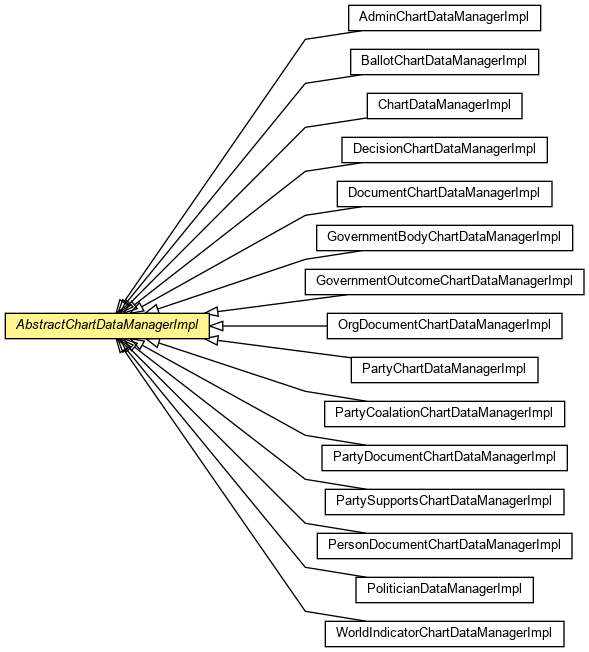 AdminChartDataManagerImpl
BallotChartDataManagerImpl
ChartDataManagerImpl
DecisionChartDataManagerImpl
DocumentChartDataManagerImpl
GovernmentBodyChartDataManagerImpl
GovernmentOutcomeChartDataManagerImpl
AbstractChartDataManagerImpl
OrgDocumentChartDataManagerImpl
PartyChartDataManagerImpl
PartyCoalationChartDataManagerImpl
PartyDocumentChartDataManagerImpl
PartySupportsChartDataManagerImpl
PersonDocumentChartDataManagerImpl
PoliticianDataManagerImpl
WorldIndicatorChartDataManagerImpl